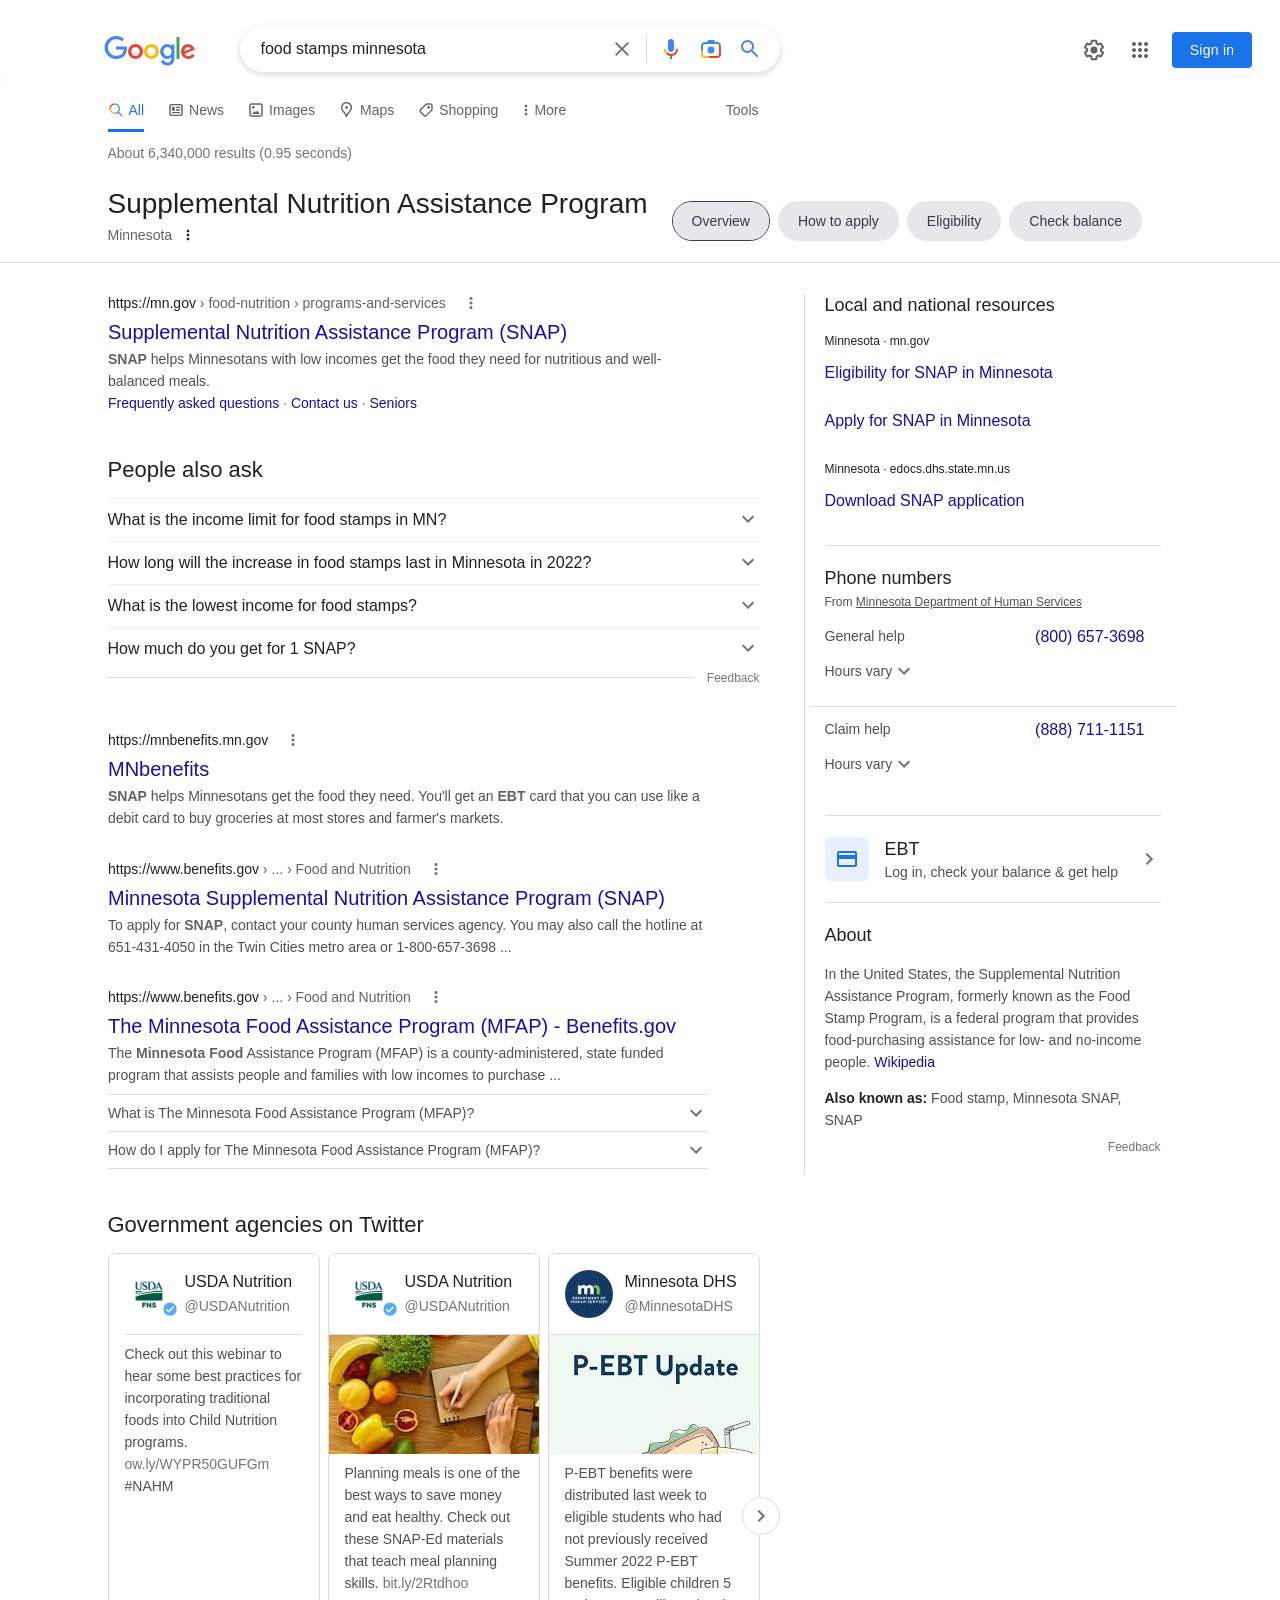 Google
food stamps minnesota
Sign in
All
News
Images
Maps
Shopping
More
Tools
About 6,340,000 results (0.95 seconds)
Supplemental Nutrition Assistance Program
Minnesota
Overview
How to apply
Eligibility
Check balance
https://mn.gov › food-nutrition › programs-and-services
Supplemental Nutrition Assistance Program (SNAP)
SNAP helps Minnesotans with low incomes get the food they need for nutritious and well-
balanced meals.
Frequently asked questions · Contact us · Seniors
People also ask
What is the income limit for food stamps in MN?
How long will the increase in food stamps last in Minnesota in 2022?
What is the lowest income for food stamps?
How much do you get for 1 SNAP?
Feedback
https://mnbenefits.mn.gov
MNbenefits
SNAP helps Minnesotans get the food they need. You'll get an EBT card that you can use like a
debit card to buy groceries at most stores and farmer's markets.
https://www.benefits.gov › ... › Food and Nutrition
Minnesota Supplemental Nutrition Assistance Program (SNAP)
To apply for SNAP, contact your county human services agency. You may also call the hotline at
651-431-4050 in the Twin Cities metro area or 1-800-657-3698 ...
https://www.benefits.gov › ... › Food and Nutrition
The Minnesota Food Assistance Program (MFAP) - Benefits.gov
The Minnesota Food Assistance Program (MFAP) is a county-administered, state funded
program that assists people and families with low incomes to purchase ...
What is The Minnesota Food Assistance Program (MFAP)?
How do I apply for The Minnesota Food Assistance Program (MFAP)?
Local and national resources
Minnesota · mn.gov
Eligibility for SNAP in Minnesota
Apply for SNAP in Minnesota
Minnesota · edocs.dhs.state.mn.us
Download SNAP application
Phone numbers
From Minnesota Department of Human Services
General help
(800) 657-3698
Hours vary
Claim help
(888) 711-1151
Hours vary
EBT
Log in, check your balance & get help
About
In the United States, the Supplemental Nutrition
Assistance Program, formerly known as the Food
Stamp Program, is a federal program that provides
food-purchasing assistance for low- and no-income
people. Wikipedia
Also known as: Food stamp, Minnesota SNAP,
SNAP
Feedback
Government agencies on Twitter
USDA
FNS
USDA Nutrition
@USDANutrition
Check out this webinar to
hear some best practices for
incorporating traditional
foods into Child Nutrition
programs.
ow.ly/WYPR50GUFGm
#NAHM
USDA
FNS
USDA Nutrition
@USDANutrition
Planning meals is one of the
best ways to save money
and eat healthy. Check out
these SNAP-Ed materials
that teach meal planning
skills. bit.ly/2Rtdhoo
mn
DEPARTMENT OF
HUMAN SERVICES
Minnesota DHS
@MinnesotaDHS
P-EBT Update
P-EBT benefits were
distributed last week to
eligible students who had
not previously received
Summer 2022 P-EBT
benefits. Eligible children 5